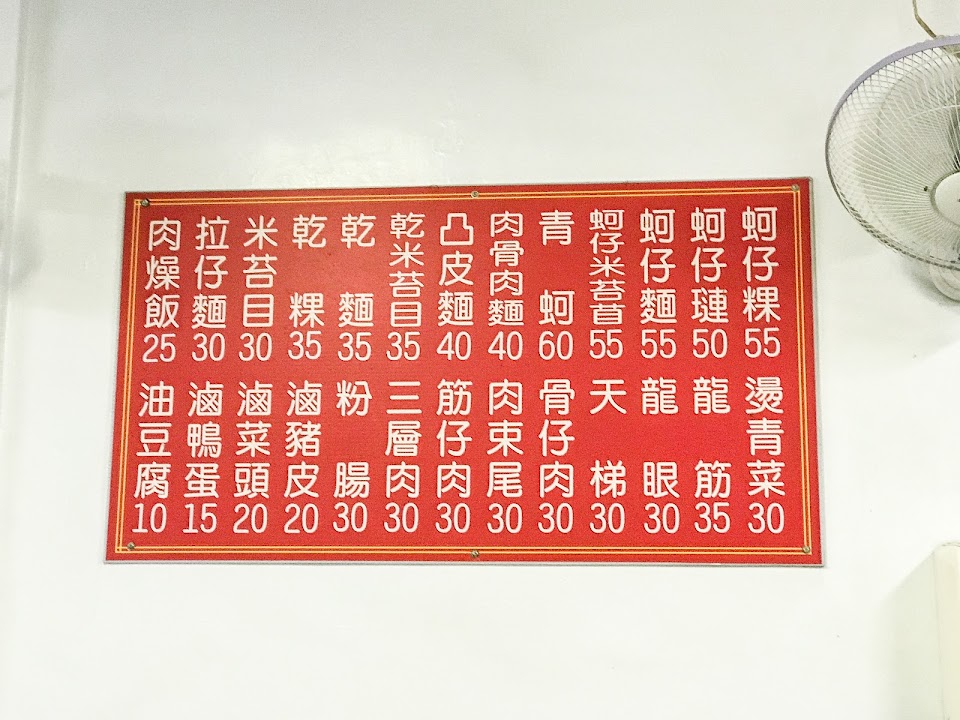 蚵仔粿55
蚵仔璉50
蚵仔麵55
蚵仔米苔苜55
青蚵60
肉骨肉麵40
凸皮麵40
乾米苔目35
乾麵35
乾粿35
米苔目30
拉仔麵30
肉燥飯25
燙青菜30
龍筋35
龍眼30
天梯30
骨仔肉30
肉束尾30
筋仔肉30
三層肉30
粉腸30
滷豬皮20
滷菜頭20
滷鴨蛋15
油豆腐10